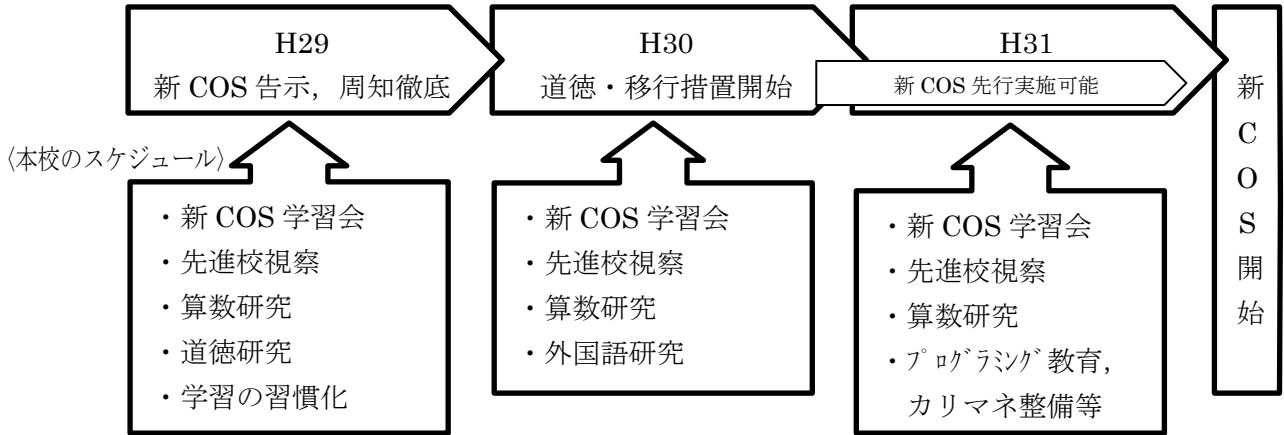 H29
新 COS 告示，周知徹底
H30
道徳・移行措置開始
H31
新 COS 先行実施可能
新COS開始
〈本校のスケジュール〉
・新 COS 学習会
・先進校視察
・算数研究
・道徳研究
・学習の習慣化
・新 COS 学習会
・先進校視察
・算数研究
・外国語研究
・新 COS 学習会
・先進校視察
・算数研究
・ﾌﾟﾛｸﾞﾗﾐﾝｸﾞ教育，
カリマネ整備等